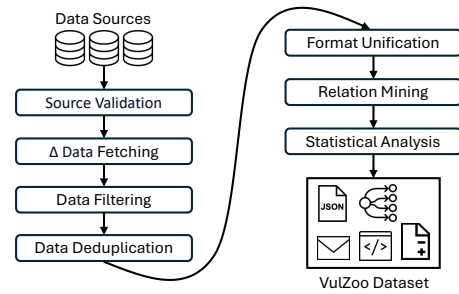 Data Sources
Source Validation
Δ Data Fetching
Data Filtering
Data Deduplication
Format Unification
Relation Mining
Statistical Analysis
JSON
</>
VulZoo Dataset